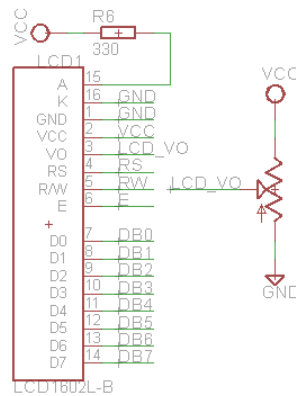 VCC
R6
330
LCD1
A 15
K 16 GND
GND 1 GND
VCC 2 VCC
VO 3 LCD_VO
RS 4 RS
R/W 5 RW
E 6 E
D0 7 DB0
D1 8 DB1
D2 9 DB2
D3 10 DB3
D4 11 DB4
D5 12 DB5
D6 13 DB6
D7 14 DB7
LCD1602L-B
VCC
LCD_VO
GND